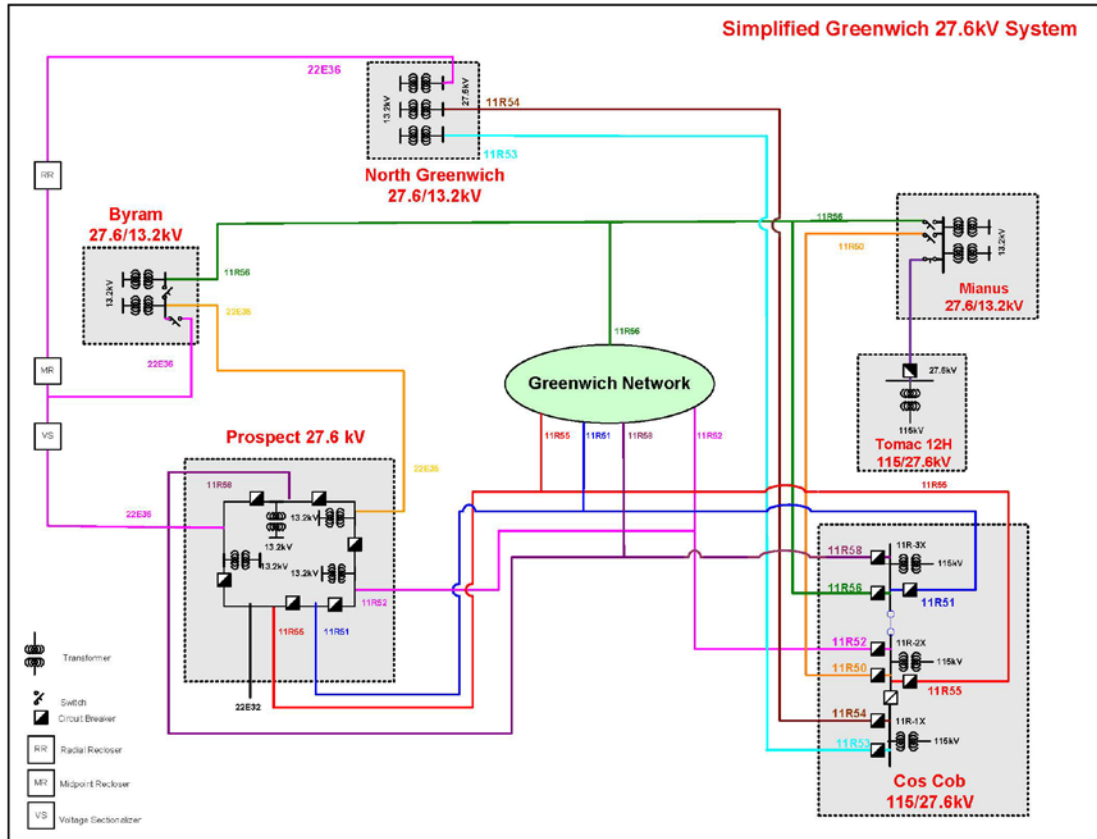 Simplified Greenwich 27.6kV System
22E36
13.2kV
27.6kV
11R54
11R53
North Greenwich
27.6/13.2kV
RR
Byram
27.6/13.2kV
11R56
13.2kV
22E36
MR
VS
11R56
11R50
13.2kV
Mianus
27.6/13.2kV
27.6kV
115kV
Tomac 12H
115/27.6kV
11R56
Greenwich Network
11R55
11R51
11R58
11R52
Prospect 27.6 kV
11R58
13.2kV
13.2kV
13.2kV
13.2kV
22E36
11R52
11R55
11R51
22E32
11R58
11R-3X
115kV
11R56
11R51
11R52
11R-2X
115kV
11R50
11R55
11R54
11R-1X
115kV
11R53
Cos Cob
115/27.6kV
Transformer
Switch
Circuit Breaker
RR
Radial Recloser
MR
Midpoint Recloser
VS
Voltage Sectionalizer